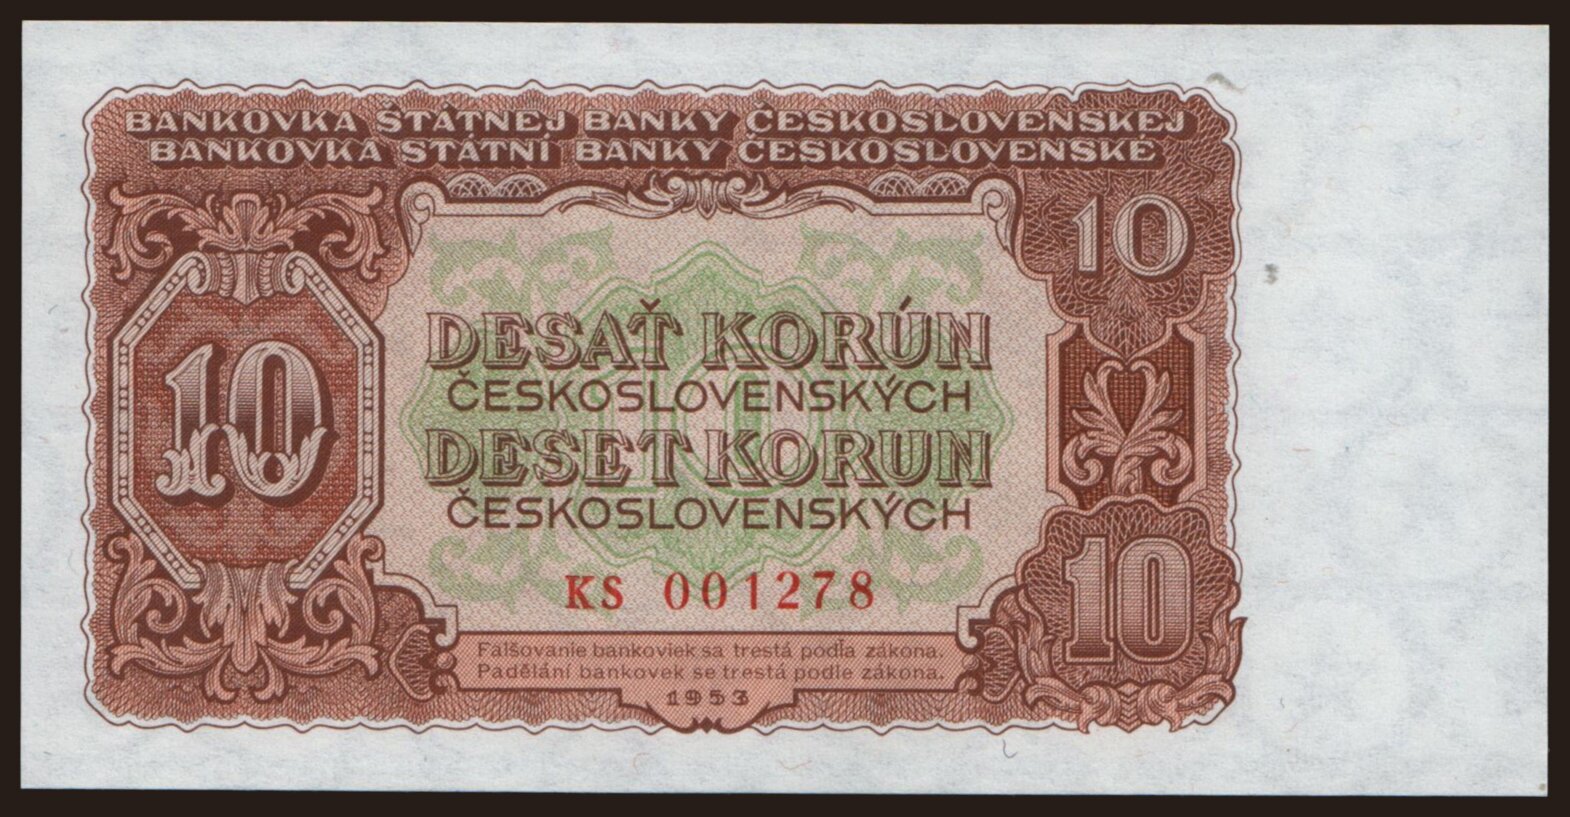 BANKOVKA ŠTÁTNEJ BANKY ČESKOSLOVENSKEJ
BANKOVKA STÁTNÍ BANKY ČESKOSLOVENSKÉ
10
10
DESAŤ KORÚN
ČESKOSLOVENSKÝCH
DESET KORUN
ČESKOSLOVENSKÝCH
10
KS 001278
Falšovanie bankoviek sa trestá podľa zákona.
Padělání bankovek se trestá podle zákona.
1953